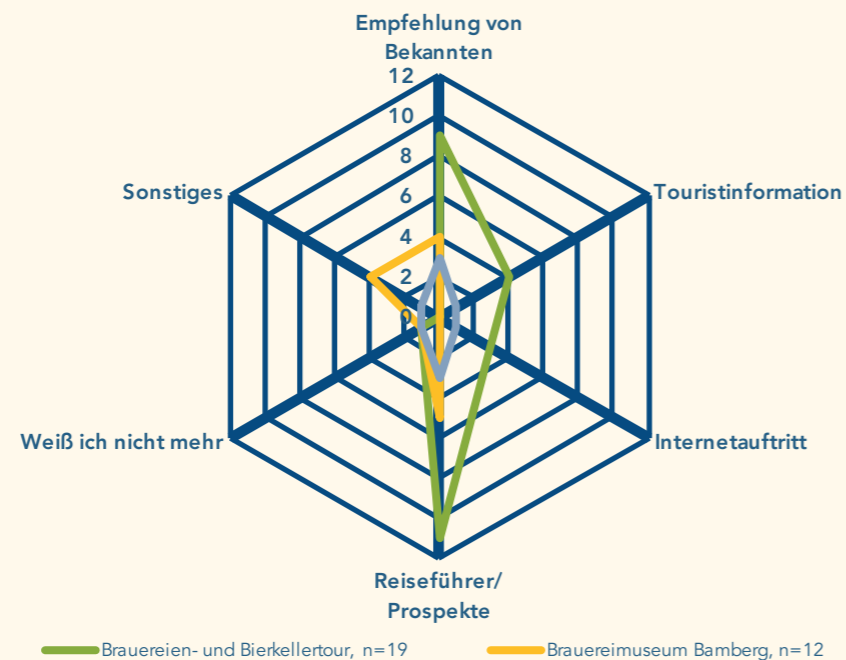 Empfehlung von
Bekannten
12
10
8
6
4
2
0
Sonstiges
Touristinformation
Weiß ich nicht mehr
Internetauftritt
Reiseführer/
Prospekte
Brauereien- und Bierkellertour, n=19
Brauereimuseum Bamberg, n=12